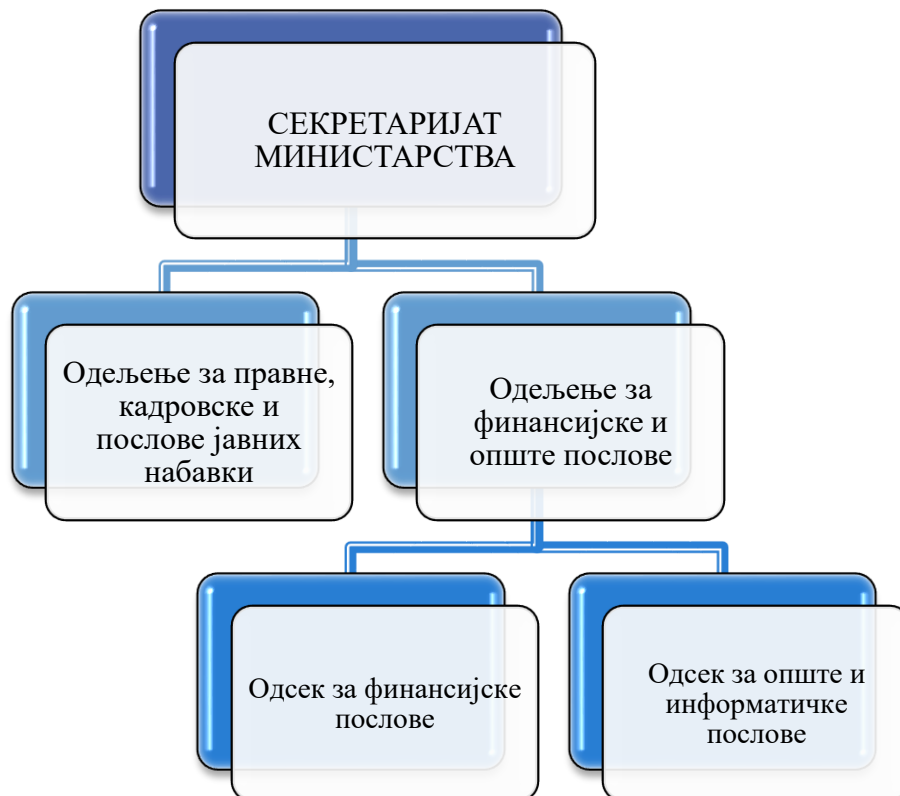 СЕКРЕТАРИЈАТ
МИНИСТАРСТВА
Одељење за правне,
кадровске и
послове јавних
набавки
Одељење за
финансијске и
опште послове
Одсек за финансијске
послове
Одсек за опште и
информатичке
послове